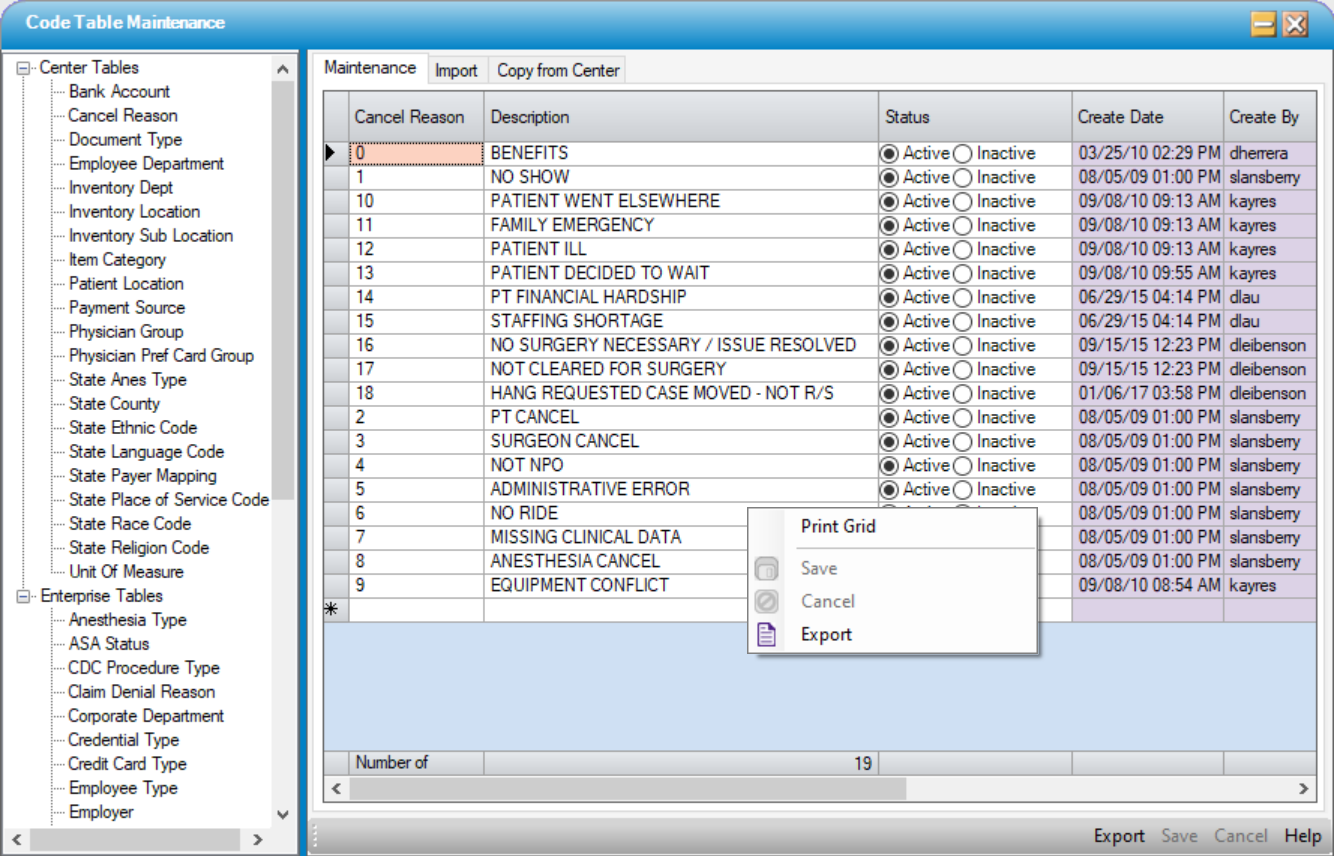 Code Table Maintenance
Center Tables
Bank Account
Cancel Reason
Document Type
Employee Department
Inventory Dept
Inventory Location
Inventory Sub Location
Item Category
Patient Location
Payment Source
Physician Group
Physician Pref Card Group
State Anes Type
State County
State Ethnic Code
State Language Code
State Payer Mapping
State Place of Service Code
State Race Code
State Religion Code
Unit Of Measure
Enterprise Tables
Anesthesia Type
ASA Status
CDC Procedure Type
Claim Denial Reason
Corporate Department
Credential Type
Credit Card Type
Employee Type
Employer
Maintenance Import Copy from Center
Cancel Reason Description Status Create Date Create By
0 BENEFITS Active Inactive 03/25/10 02:29 PM dherrera
1 NO SHOW Active Inactive 08/05/09 01:00 PM slansberry
10 PATIENT WENT ELSEWHERE Active Inactive 09/08/10 09:13 AM kayres
11 FAMILY EMERGENCY Active Inactive 09/08/10 09:13 AM kayres
12 PATIENT ILL Active Inactive 09/08/10 09:13 AM kayres
13 PATIENT DECIDED TO WAIT Active Inactive 09/08/10 09:55 AM kayres
14 PT FINANCIAL HARDSHIP Active Inactive 06/29/15 04:14 PM dlau
15 STAFFING SHORTAGE Active Inactive 06/29/15 04:14 PM dlau
16 NO SURGERY NECESSARY / ISSUE RESOLVED Active Inactive 09/15/15 12:23 PM dleibenson
17 NOT CLEARED FOR SURGERY Active Inactive 09/15/15 12:23 PM dleibenson
18 HANG REQUESTED CASE MOVED - NOT R/S Active Inactive 01/06/17 03:58 PM dleibenson
2 PT CANCEL Active Inactive 08/05/09 01:00 PM slansberry
3 SURGEON CANCEL Active Inactive 08/05/09 01:00 PM slansberry
4 NOT NPO Active Inactive 08/05/09 01:00 PM slansberry
5 ADMINISTRATIVE ERROR Active Inactive 08/05/09 01:00 PM slansberry
6 NO RIDE 08/05/09 01:00 PM slansberry
7 MISSING CLINICAL DATA 08/05/09 01:00 PM slansberry
8 ANESTHESIA CANCEL 08/05/09 01:00 PM slansberry
9 EQUIPMENT CONFLICT 09/08/10 08:54 AM kayres
Print Grid
Save
Cancel
Export
Number of 19
Export Save Cancel Help